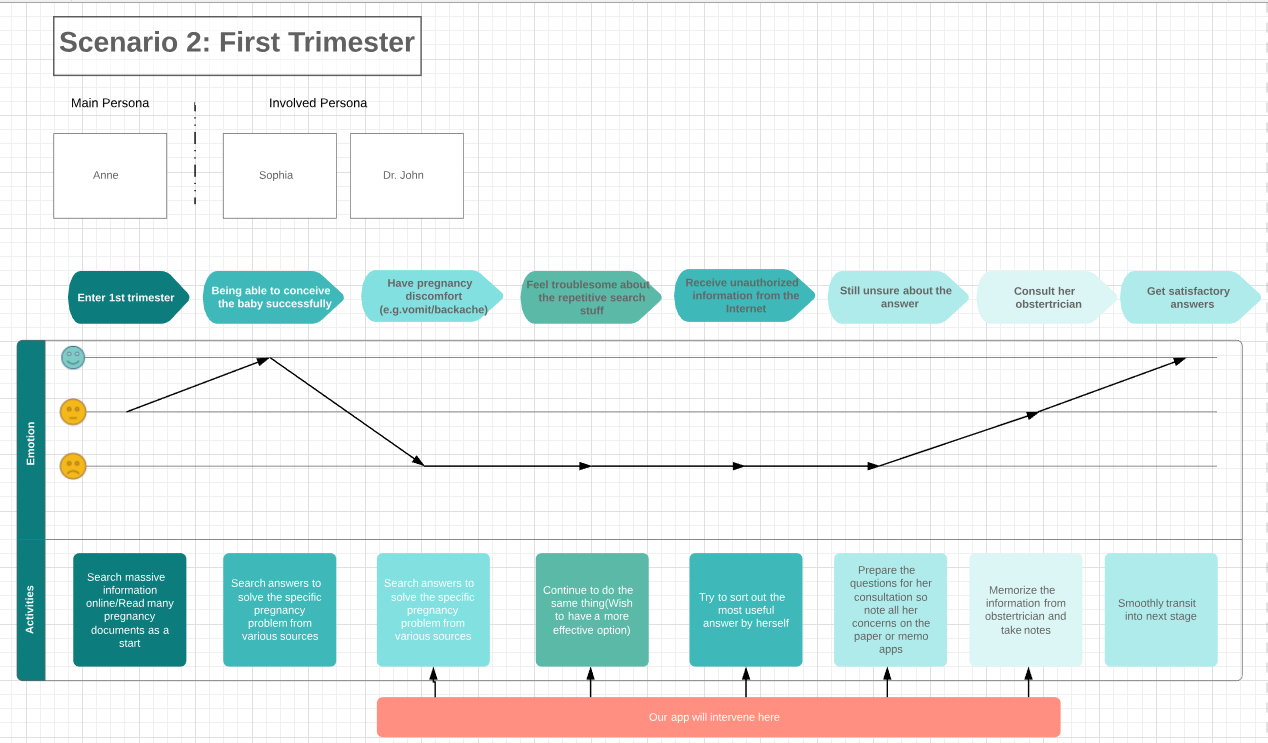 Scenario 2: First Trimester
Main Persona
Involved Persona
Anne
Sophia
Dr. John
Enter 1st trimester
Being able to conceive
the baby successfully
Have pregnancy
discomfort
(e.g.vomit/backache)
Feel troublesome about
the repetitive search
stuff
Receive unauthorized
information from the
Internet
Still unsure about the
answer
Consult her
obstertrician
Get satisfactory
answers
Emotion
Activities
Search massive
information
online/Read many
pregnancy
documents as a
start
Search answers to
solve the specific
pregnancy
problem from
various sources
Search answers to
solve the specific
pregnancy
problem from
various sources
Continue to do the
same thing(Wish
to have a more
effective option)
Try to sort out the
most useful
answer by herself
Prepare the
questions for her
consultation so
note all her
concerns on the
paper or memo
apps
Memorize the
information from
obstertrician and
take notes
Smoothly transit
into next stage
Our app will intervene here